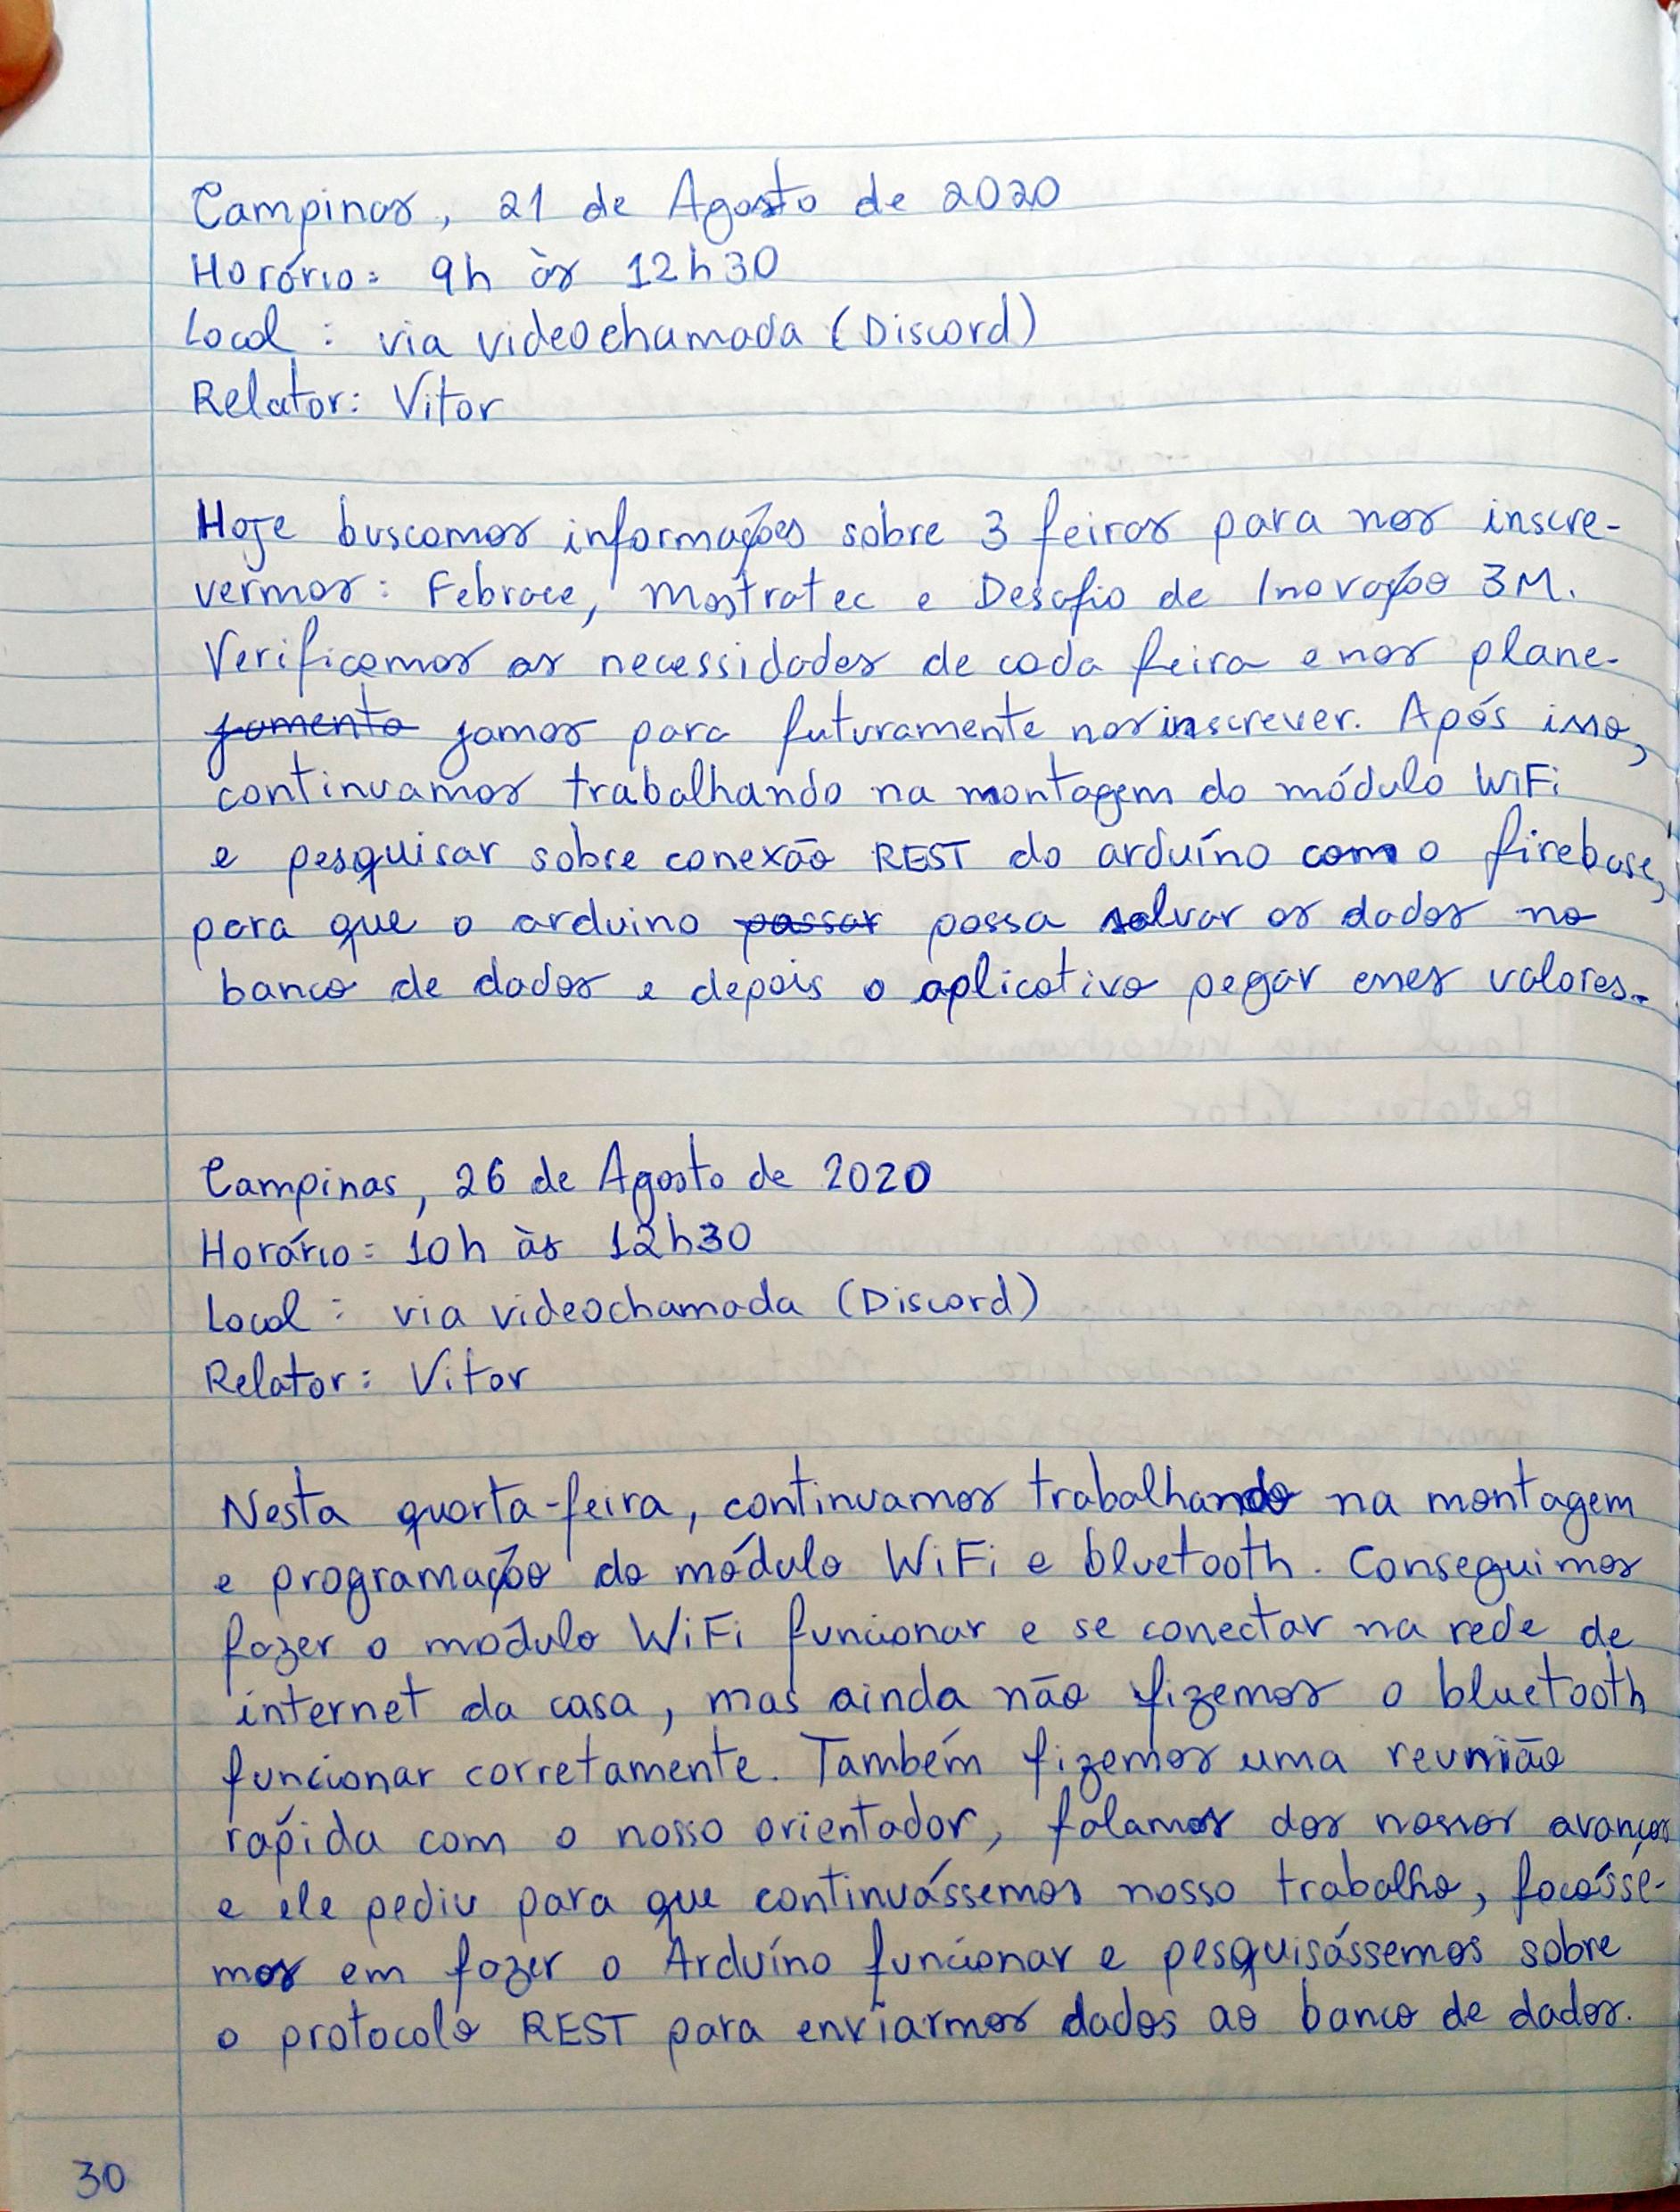 Campinas, 21 de Agosto de 2020
Horário: 9h às 12h30
Local : via videochamada (Discord)
Relator: Vitor
Hoje buscamos informações sobre 3 feiras para nos inscre-
vermos: Febrace, Mostratec e Desafio de Inovação 3M.
Verificamos as necessidades de cada feira e nos plane-
jamento jamos para futuramente nos inscrever. Após isso,
continuamos trabalhando na montagem do módulo WiFi
e pesquisar sobre conexão REST do arduíno com o firebase,
para que o arduino passar possa salvar os dados no
banco de dados e depois o aplicativo pegar esses valores.
Campinas, 26 de Agosto de 2020
Horário: 10h às 12h30
Local : via videochamada (Discord)
Relator: Vitor
Nesta quarta-feira, continuamos trabalhando na montagem
e programação do módulo WiFi e bluetooth. Conseguimos
fazer o módulo WiFi funcionar e se conectar na rede de
internet da casa, mas ainda não fizemos o bluetooth
funcionar corretamente. Também fizemos uma reunião
rápida com o nosso orientador, falamos dos nossos avanços
e ele pediu para que continuássemos nosso trabalho, focásse-
mos em fazer o Arduíno funcionar e pesquisássemos sobre
o protocolo REST para enviarmos dados ao banco de dados.
30